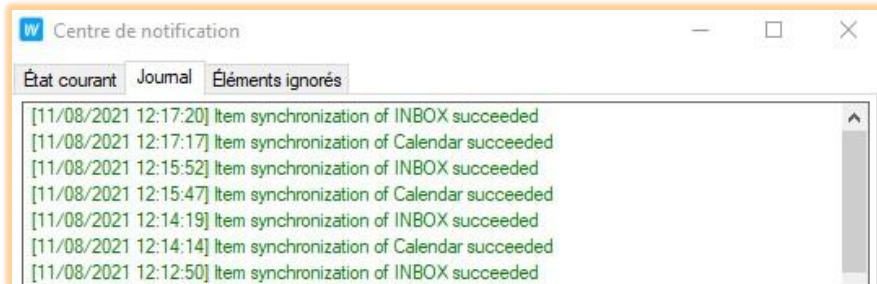 W Centre de notification
État courant Journal Éléments ignorés
[11/08/2021 12:17:20] Item synchronization of INBOX succeeded
[11/08/2021 12:17:17] Item synchronization of Calendar succeeded
[11/08/2021 12:15:52] Item synchronization of INBOX succeeded
[11/08/2021 12:15:47] Item synchronization of Calendar succeeded
[11/08/2021 12:14:19] Item synchronization of INBOX succeeded
[11/08/2021 12:14:14] Item synchronization of Calendar succeeded
[11/08/2021 12:12:50] Item synchronization of INBOX succeeded